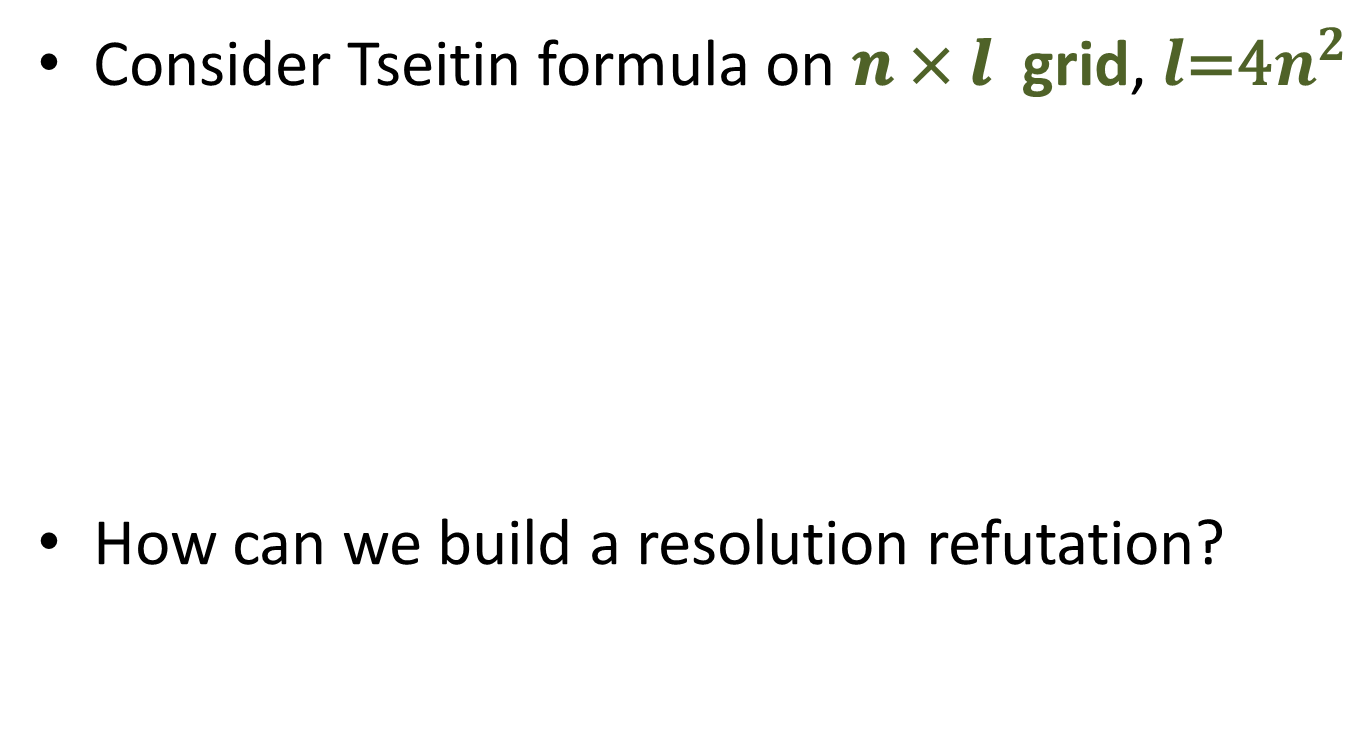 • Consider Tseitin formula on n × l grid, l=4n²
• How can we build a resolution refutation?